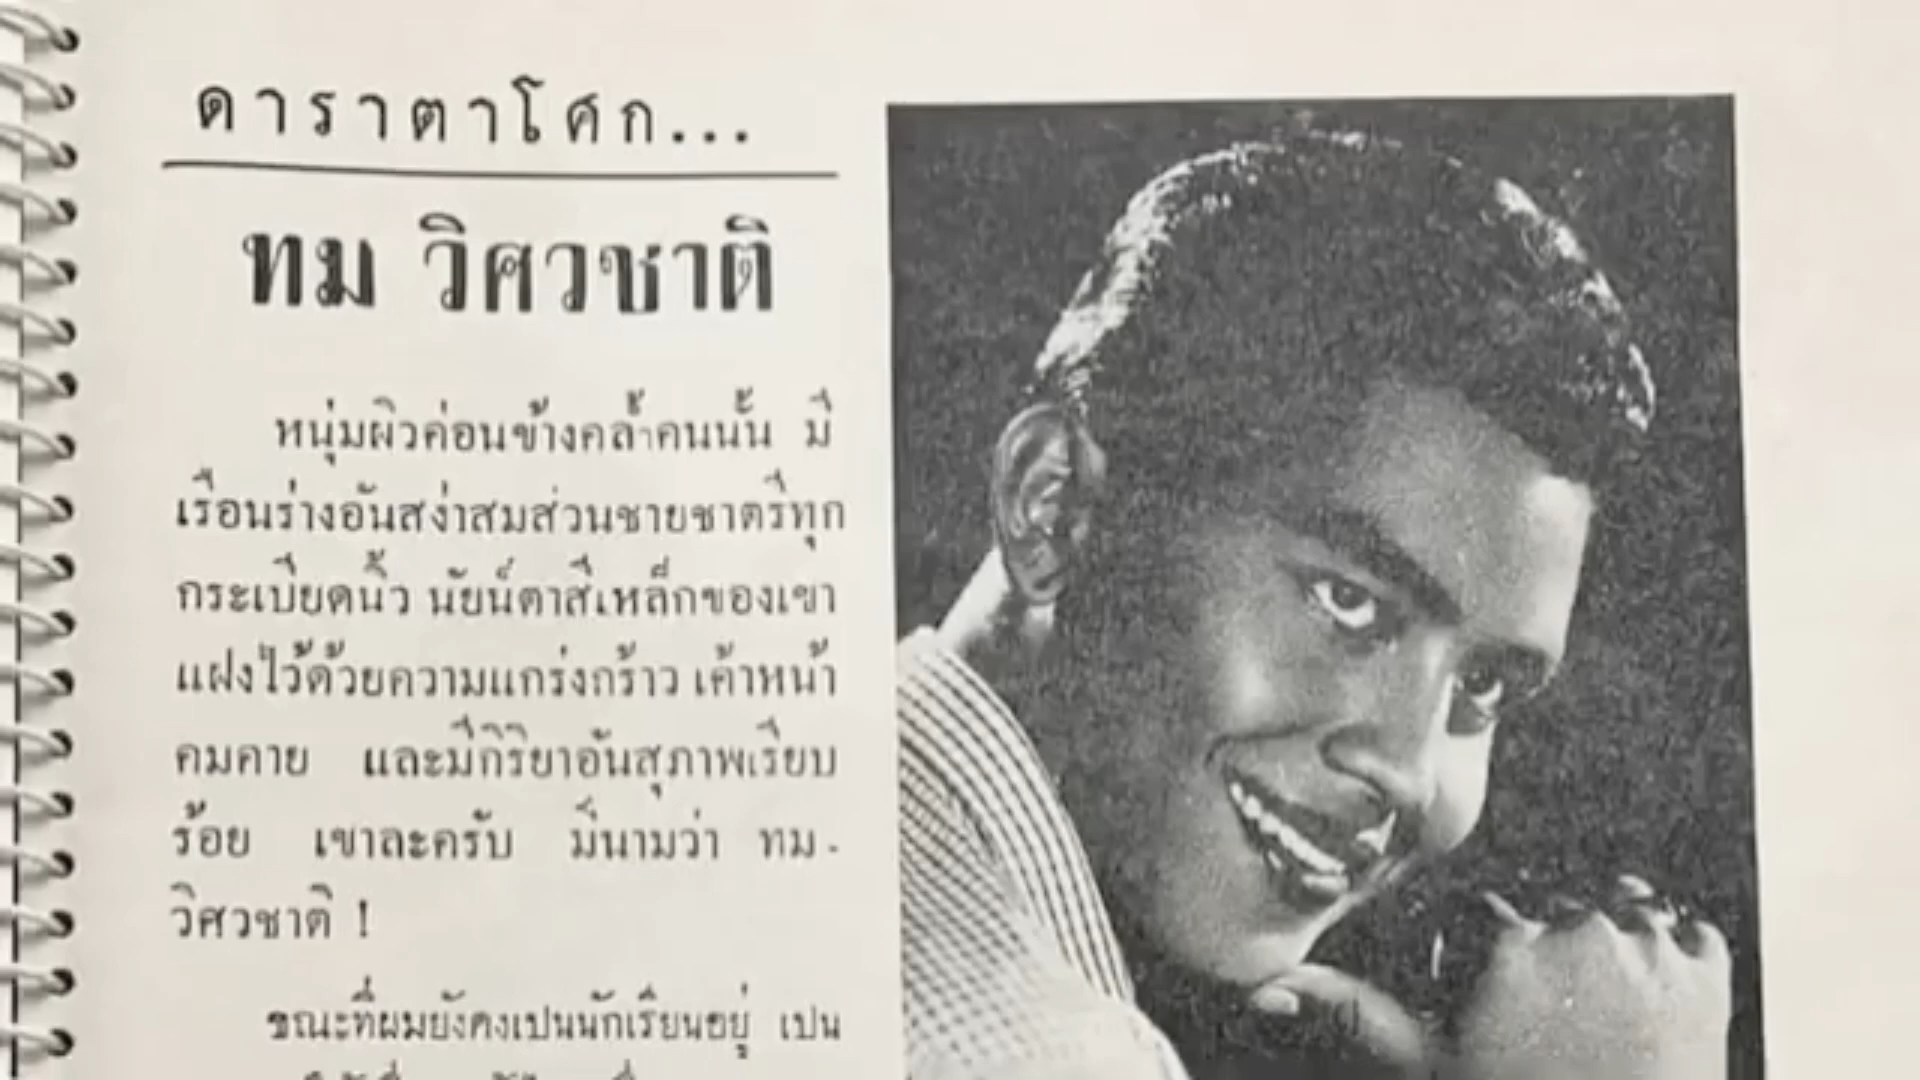 ดาราตาโศก...
ทม วิศวชาติ
หนุ่มผิวค่อนข้างคล้ำคนนั้น มี
เรือนร่างอันสง่าสมส่วนชายชาตรีทุก
กระเบียดนิ้ว นัยน์ตาสีเหล็กของเขา
แฝงไว้ด้วยความแกร่งกร้าว เค้าหน้า
คมคาย และมีกิริยาอันสุภาพเรียบ
ร้อย เขาละครับ มีนามว่า ทม-
วิศวชาติ !
ขณะที่ผมยังคงเป็นนักเรียนอยู่ เป็น